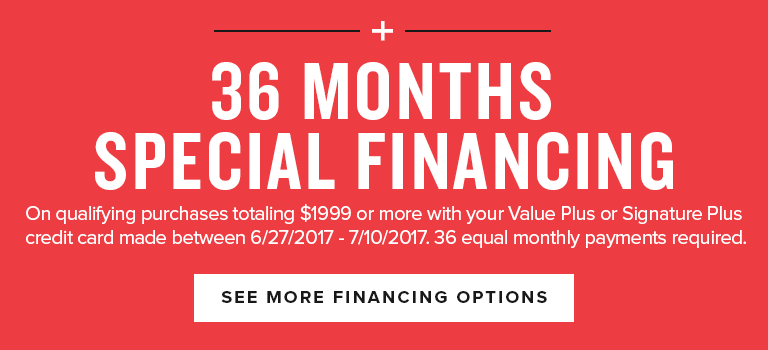 +
36 MONTHS
SPECIAL FINANCING
On qualifying purchases totaling $1999 or more with your Value Plus or Signature Plus
credit card made between 6/27/2017 - 7/10/2017. 36 equal monthly payments required.
SEE MORE FINANCING OPTIONS